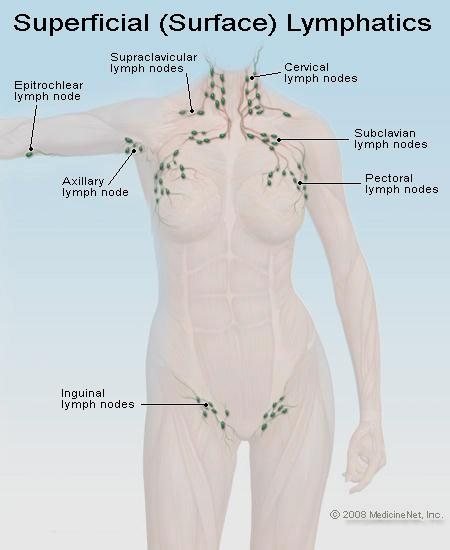 Superficial (Surface) Lymphatics
Supraclavicular
lymph nodes
Cervical
lymph nodes
Epitrochlear
lymph node
Subclavian
lymph nodes
Axillary
lymph node
Pectoral
lymph nodes
Inguinal
lymph nodes
© 2008 MedicineNet, Inc.